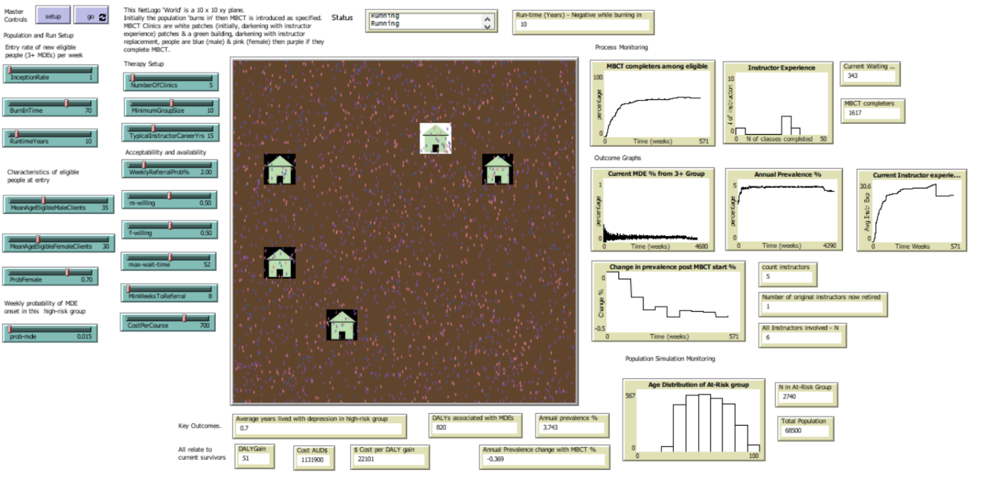 Master
Controls
setup
go
Population and Run Setup
Entry rate of new eligible
people (3+ MDEs) per week
InceptionRate 1
BurnInTime 70
RuntimeYears 10
Characteristics of eligible
people at entry
MeanAgeEligibleMaleClients 35
MeanAgeEligibleFemaleClients 30
ProbFemale 0.70
Weekly probability of MDE
onset in this high-risk group
prob-mde 0.015
This NetLogo 'World' is a 10 x 10 xy plane.
Initially the population 'burns in' then MBCT is introduced as specified.
MBCT Clinics are white patches (initially, darkening with instructor
experience) patches & a green building, darkening with instructor
replacement, people are blue (male) & pink (female) then purple if they
complete MBCT.
Therapy Setup
NumberOfClinics 5
MinimumGroupSize 10
TypicalInstructorCareerYrs 15
Acceptability and availability
WeeklyReferralProb% 2.00
m-willing 0.50
f-willing 0.50
max-wait-time 52
MinWeeksToReferral 8
CostPerCourse 700
Status
Running
Running
Run-time (Years) - Negative while burning in
10
Process Monitoring
MBCT completers among eligible
100
percentage
0
0 Time (weeks) 571
Instructor Experience
10
N of instructors
0
0 N of classes completed 50
Current Waiting ...
343
MBCT completers
1617
Outcome Graphs
Current MDE % from 3+ Group
1
percentage
0
0 Time (weeks) 4680
Annual Prevalence %
5
percentage
0
0 Time (weeks) 4290
Current Instructor experie...
30.6
Avg Instr Exp
0
0 Time Weeks 571
Change in prevalence post MBCT start %
0
Change %
-0.5
0 Time (weeks) 571
count instructors
5
Number of original instructors now retired
1
All Instructors involved - N
6
Population Simulation Monitoring
Age Distribution of At-Risk group
567
0
0 100
N in At-Risk Group
2740
Total Population
68500
Key Outcomes.
Average years lived with depression in high-risk group
0.7
DALYs associated with MDEs
820
Annual prevalence %
3.743
All relate to
current survivors
DALYGain
51
Cost AUD$
1131900
$ Cost per DALY gain
22101
Annual Prevalence change with MBCT %
-0.369